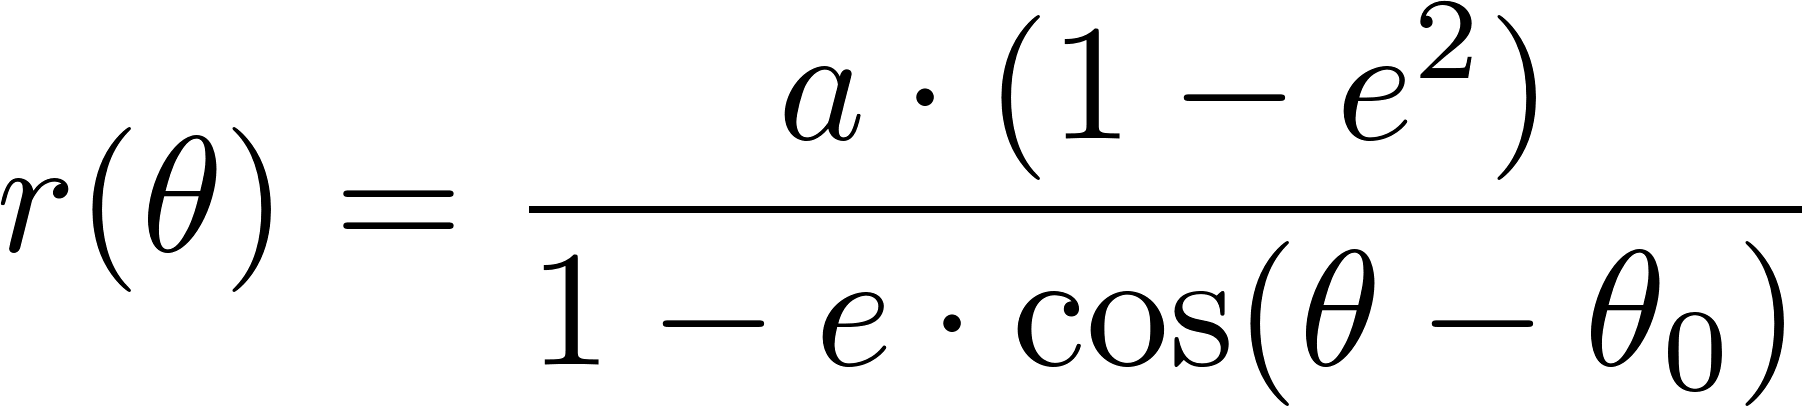 r(θ) = a · (1 − e²) / 1 − e · cos(θ − θ₀)